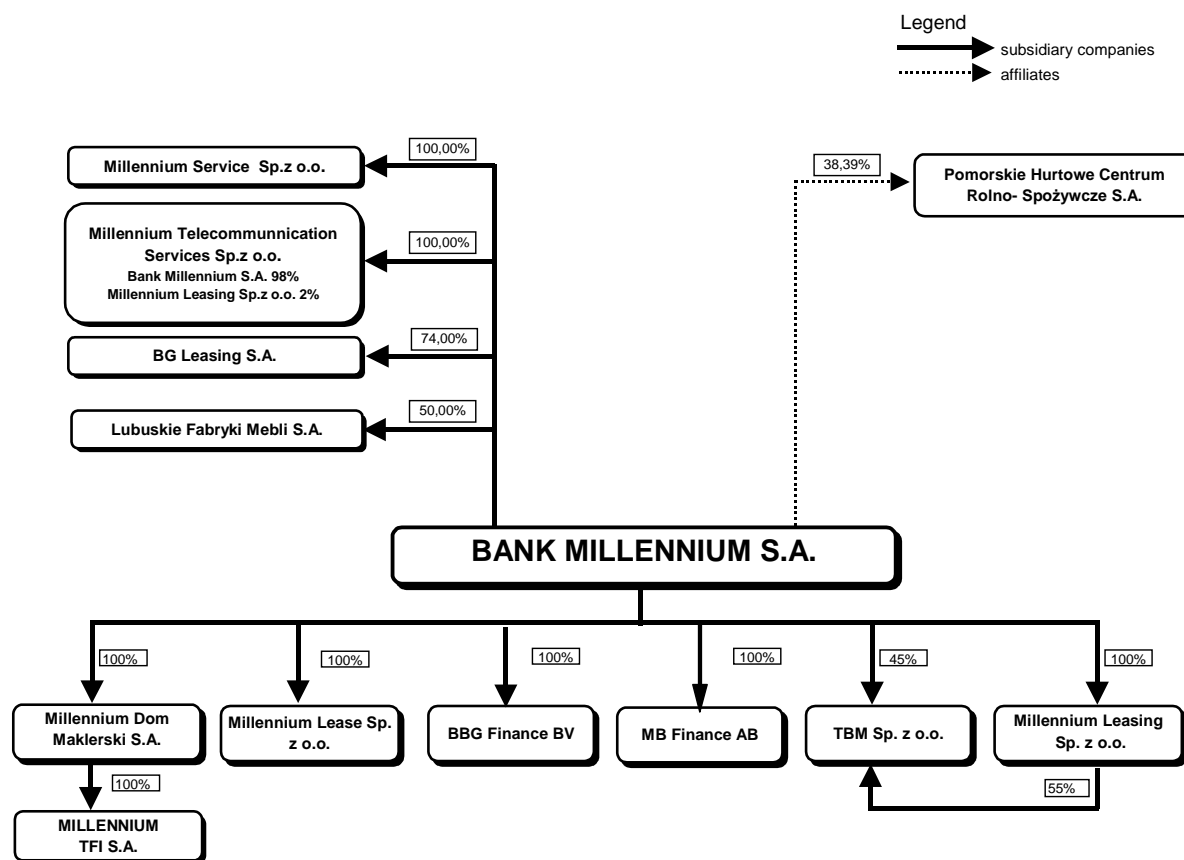 Legend
subsidiary companies
affiliates
100,00%
Millennium Service Sp.z o.o.
38,39%
Pomorskie Hurtowe Centrum
Rolno- Spożywcze S.A.
Millennium Telecommunnication
Services Sp.z o.o.
Bank Millennium S.A. 98%
Millennium Leasing Sp.z o.o. 2%
100,00%
74,00%
BG Leasing S.A.
50,00%
Lubuskie Fabryki Mebli S.A.
BANK MILLENNIUM S.A.
100%
100%
100%
100%
45%
100%
Millennium Dom
Maklerski S.A.
Millennium Lease Sp.
z o.o.
BBG Finance BV
MB Finance AB
TBM Sp. z o.o.
Millennium Leasing
Sp. z o.o.
100%
55%
MILLENNIUM
TFI S.A.